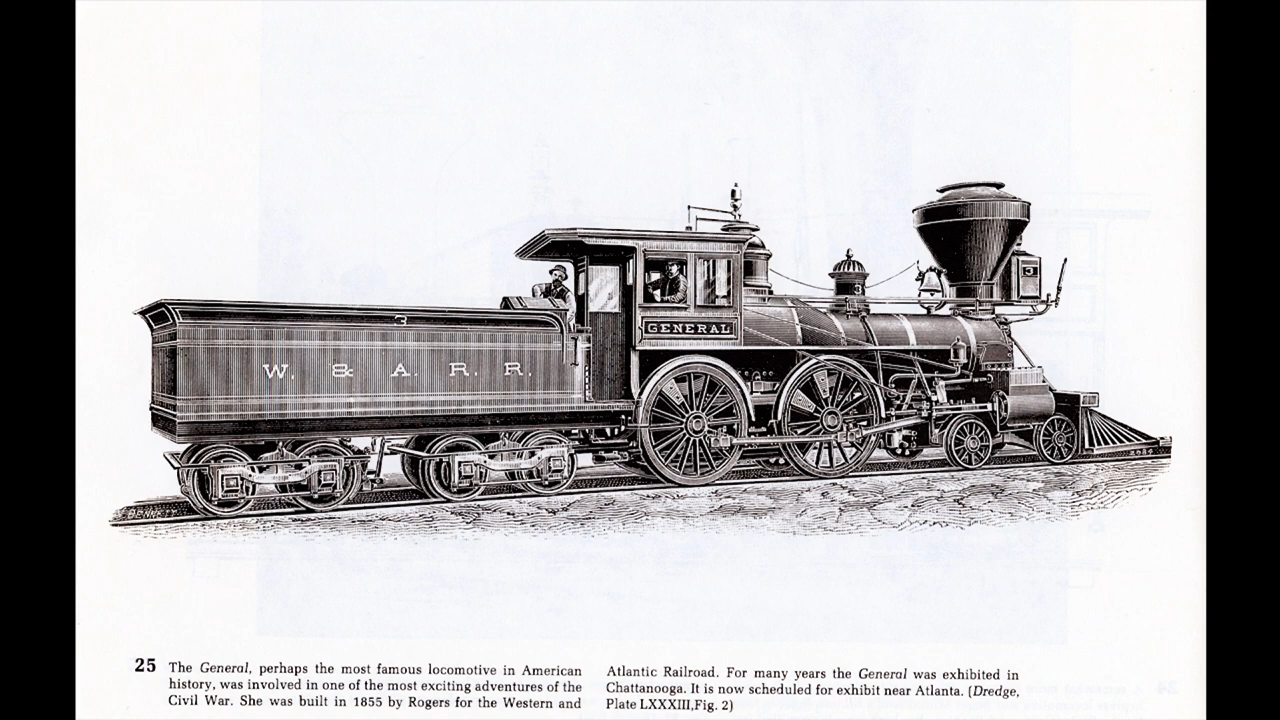 3
3
3
GENERAL
W. & A. R. R.
25 The General, perhaps the most famous locomotive in American
history, was involved in one of the most exciting adventures of the
Civil War. She was built in 1855 by Rogers for the Western and
Atlantic Railroad. For many years the General was exhibited in
Chattanooga. It is now scheduled for exhibit near Atlanta. (Dredge,
Plate LXXXIII,Fig. 2)